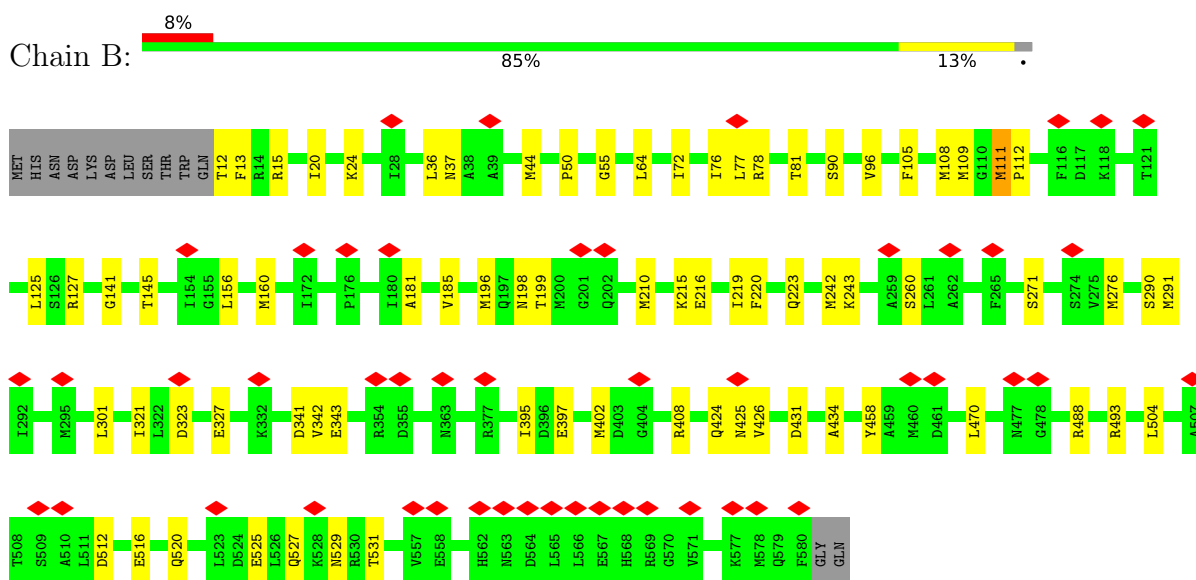 8%
Chain B:
85% 13% •
MET HIS ASN ASP LYS ASP LEU SER THR TRP GLN T12 F13 R14 R15 I20 K24 I28 L36 N37 A38 A39 M44 P50 G55 L64 I72 I76 L77 R78 T81 S90 V96 F105 M108 M109 G110 M111 P112 F116 D117 K118 T121
L125 S126 R127 G141 T145 I154 G155 L156 M160 I172 P176 I180 A181 V185 M196 Q197 N198 T199 M200 G201 Q202 M210 K215 E216 I219 F220 Q223 M242 K243 A259 S260 L261 A262 F265 S271 S274 V275 M276 S290 M291
I292 M295 L301 I321 L322 D323 E327 K332 D341 V342 E343 R354 D355 N363 R377 I395 D396 E397 M402 D403 G404 R408 Q424 N425 V426 D431 A434 Y458 A459 M460 D461 L470 N477 G478 R488 R493 L504 A507
T508 S509 A510 L511 D512 E516 Q520 L523 D524 E525 L526 Q527 K528 N529 R530 T531 V557 E558 H562 N563 D564 L565 L566 E567 H568 R569 G570 V571 K577 M578 Q579 F580 GLY GLN